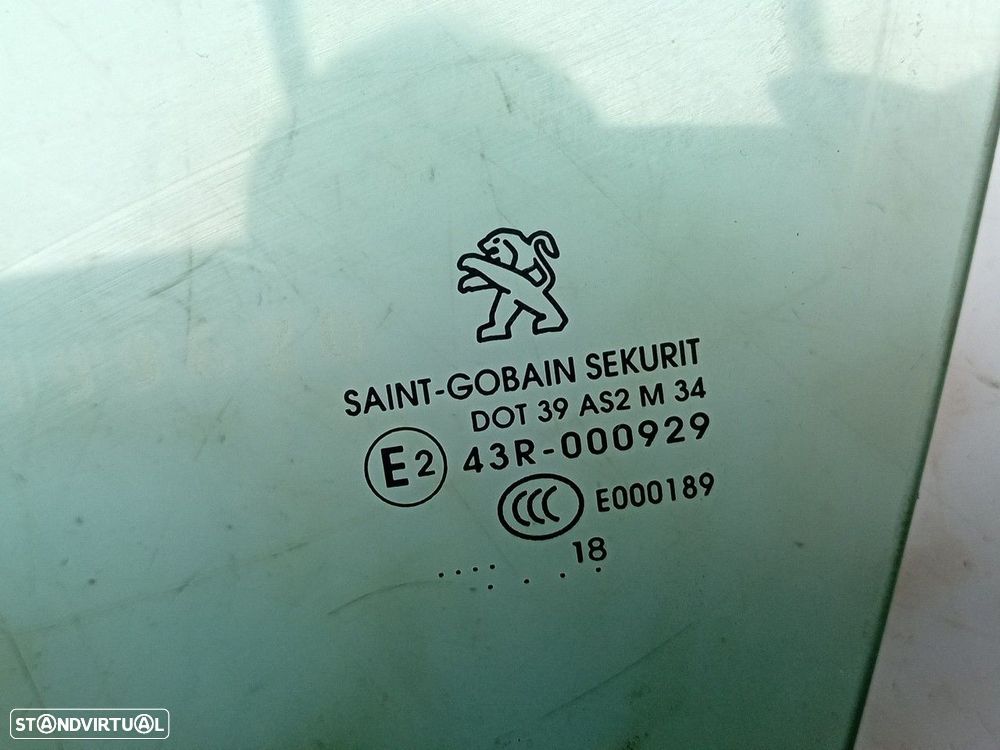 SAINT-GOBAIN SEKURIT
DOT 39 AS2 M 34
E2 43R-000929
CCC E000189
18
STANDVIRTUAL